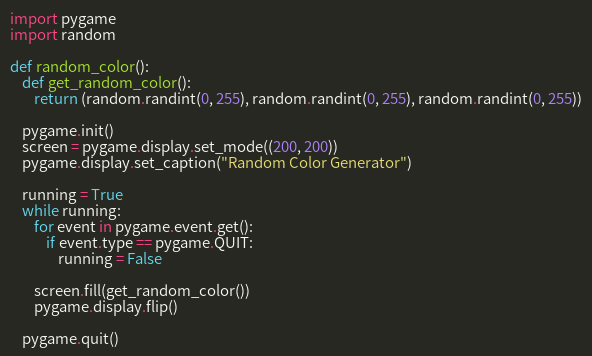 import pygame
import random

def random_color():
    def get_random_color():
        return (random.randint(0, 255), random.randint(0, 255), random.randint(0, 255))

    pygame.init()
    screen = pygame.display.set_mode((200, 200))
    pygame.display.set_caption("Random Color Generator")

    running = True
    while running:
        for event in pygame.event.get():
            if event.type == pygame.QUIT:
                running = False

        screen.fill(get_random_color())
        pygame.display.flip()

    pygame.quit()